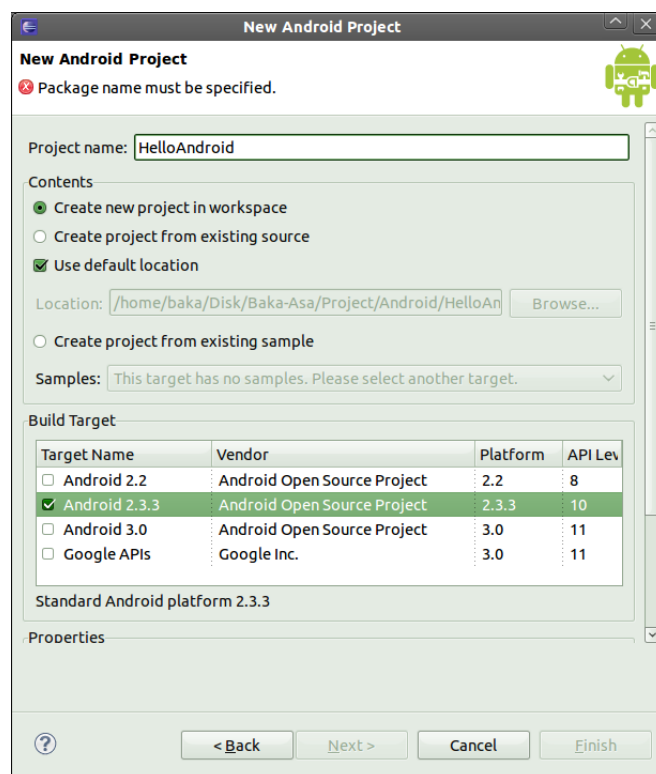 New Android Project
New Android Project
Package name must be specified.
Project name: HelloAndroid
Contents
Create new project in workspace
Create project from existing source
Use default location
Location: /home/baka/Disk/Baka-Asa/Project/Android/HelloAn Browse...
Create project from existing sample
Samples: This target has no samples. Please select another target.
Build Target
Target Name Vendor Platform API Lev
Android 2.2 Android Open Source Project 2.2 8
Android 2.3.3 Android Open Source Project 2.3.3 10
Android 3.0 Android Open Source Project 3.0 11
Google APIs Google Inc. 3.0 11
Standard Android platform 2.3.3
Properties
? < Back Next > Cancel Finish